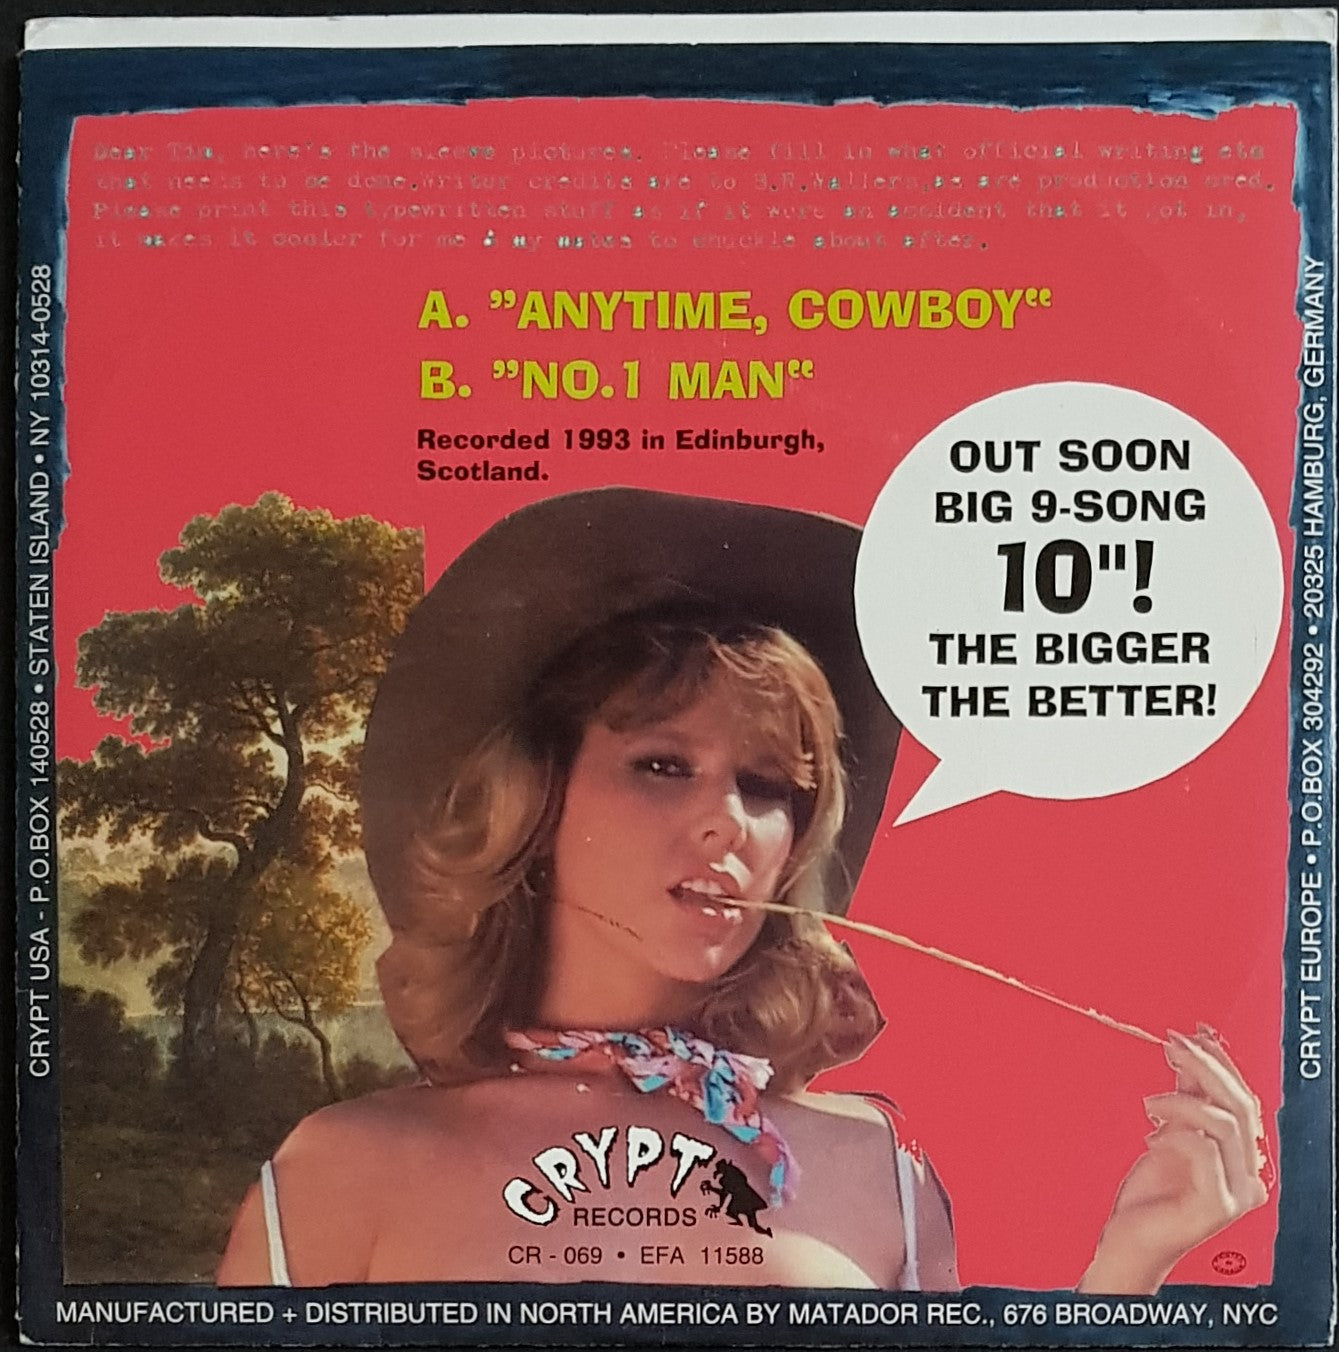 Dear Tim, here's the sleeve pictures. Please fill in what official writing etc
that needs to be done. Writer credits are to B.R.Wallers, as are production cred.
Please print this typewritten stuff as if it were an accident that it got in,
it makes it cooler for me & my mates to chuckle about after.
A. ”ANYTIME, COWBOY“
B. ”NO.1 MAN“
Recorded 1993 in Edinburgh,
Scotland.
OUT SOON
BIG 9-SONG
10"!
THE BIGGER
THE BETTER!
CRYPT USA - P.O.BOX 140528 • STATEN ISLAND • NY 10314-0528
CRYPT EUROPE • P.O.BOX 304292 • 20325 HAMBURG, GERMANY
CRYPT
RECORDS
CR - 069 • EFA 11588
MANUFACTURED + DISTRIBUTED IN NORTH AMERICA BY MATADOR REC., 676 BROADWAY, NYC